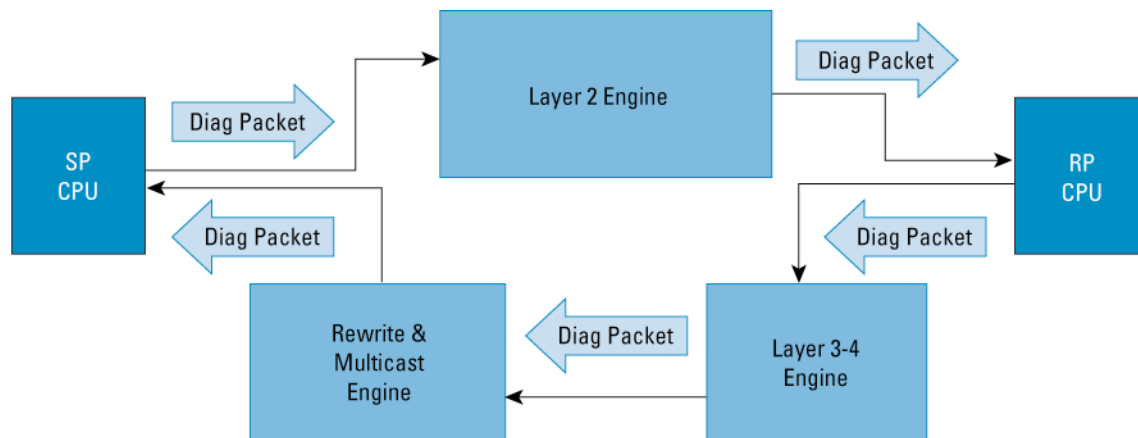 Diag Packet
Layer 2 Engine
Diag Packet
SP
CPU
RP
CPU
Diag Packet
Diag Packet
Rewrite &
Multicast
Engine
Diag Packet
Layer 3-4
Engine